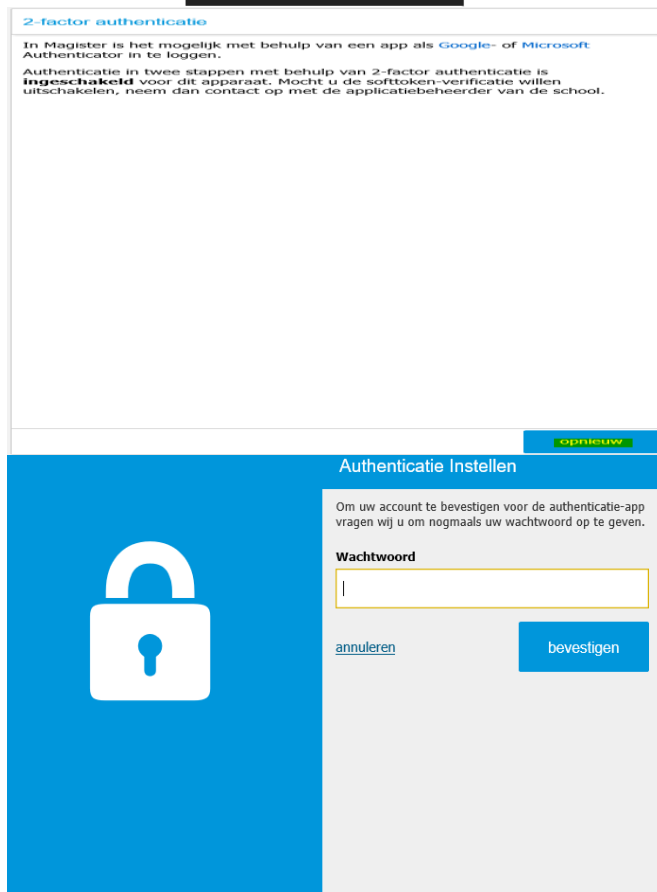 2-factor authenticatie
In Magister is het mogelijk met behulp van een app als Google- of Microsoft
Authenticator in te loggen.
Authenticatie in twee stappen met behulp van 2-factor authenticatie is
ingeschakeld voor dit apparaat. Mocht u de softtoken-verificatie willen
uitschakelen, neem dan contact op met de applicatiebeheerder van de school.
opnieuw
Authenticatie Instellen
Om uw account te bevestigen voor de authenticatie-app
vragen wij u om nogmaals uw wachtwoord op te geven.
Wachtwoord
annuleren
bevestigen